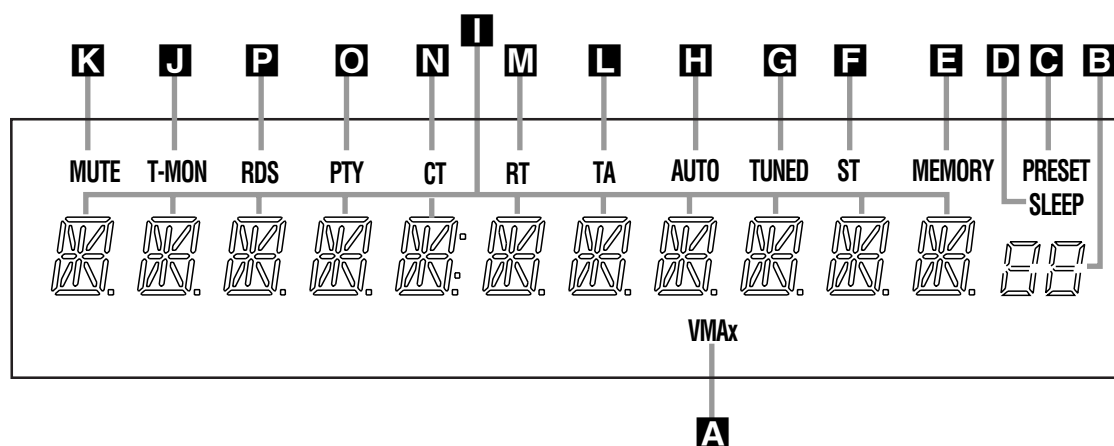 I
K J P O N M L H G F E D C B
MUTE T-MON RDS PTY CT RT TA AUTO TUNED ST MEMORY PRESET
SLEEP
VMAx
A